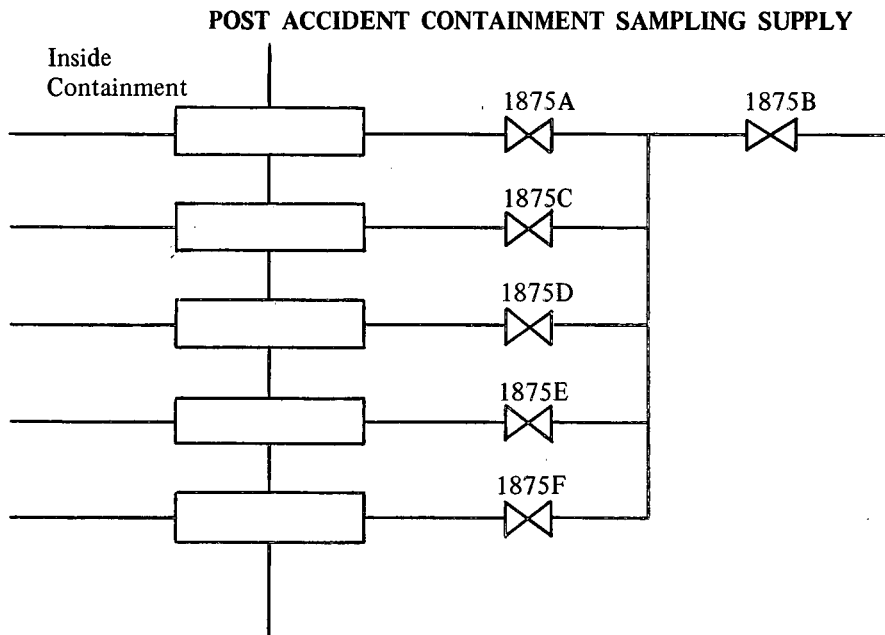 POST ACCIDENT CONTAINMENT SAMPLING SUPPLY
Inside
Containment
1875A
1875B
1875C
1875D
1875E
1875F